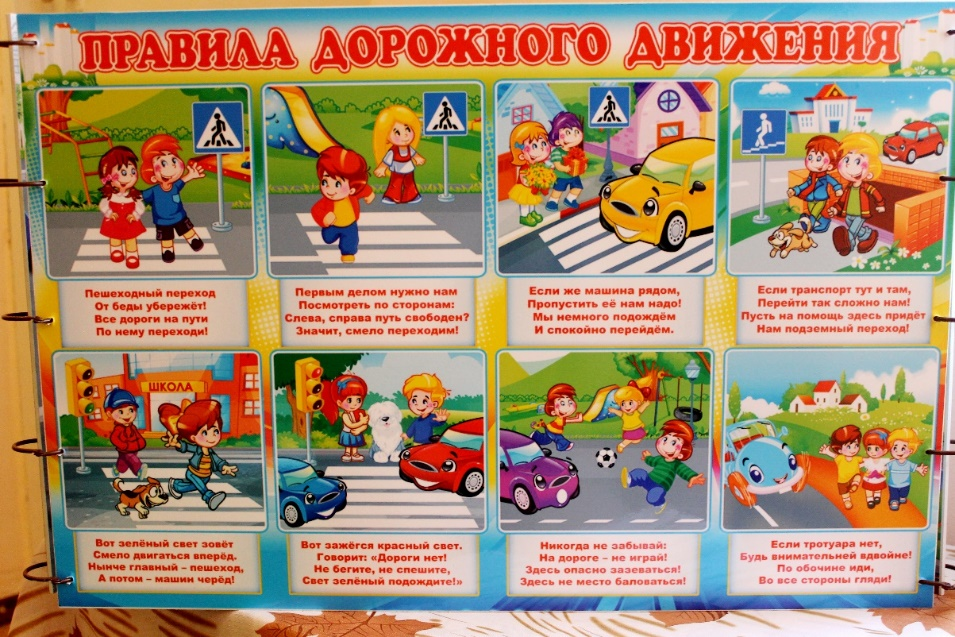 ПРАВИЛА ДОРОЖНОГО ДВИЖЕНИЯ
Пешеходный переход
От беды убережёт!
Все дороги на пути
По нему переходи!
Первым делом нужно нам
Посмотреть по сторонам:
Слева, справа путь свободен?
Значит, смело переходим!
Если же машина рядом,
Пропустить её нам надо!
Мы немного подождём
И спокойно перейдём.
Если транспорт тут и там,
Перейти так сложно нам!
Пусть на помощь здесь придёт
Нам подземный переход!
ШКОЛА
Вот зелёный свет зовёт
Смело двигаться вперёд.
Нынче главный – пешеход,
А потом – машин черёд!
Вот зажёгся красный свет.
Говорит: «Дороги нет!
Не бегите, не спешите,
Свет зелёный подождите!»
Никогда не забывай:
На дороге – не играй!
Здесь опасно зазеваться!
Здесь не место баловаться!
Если тротуара нет,
Будь внимательней вдвойне!
По обочине иди,
Во все стороны гляди!